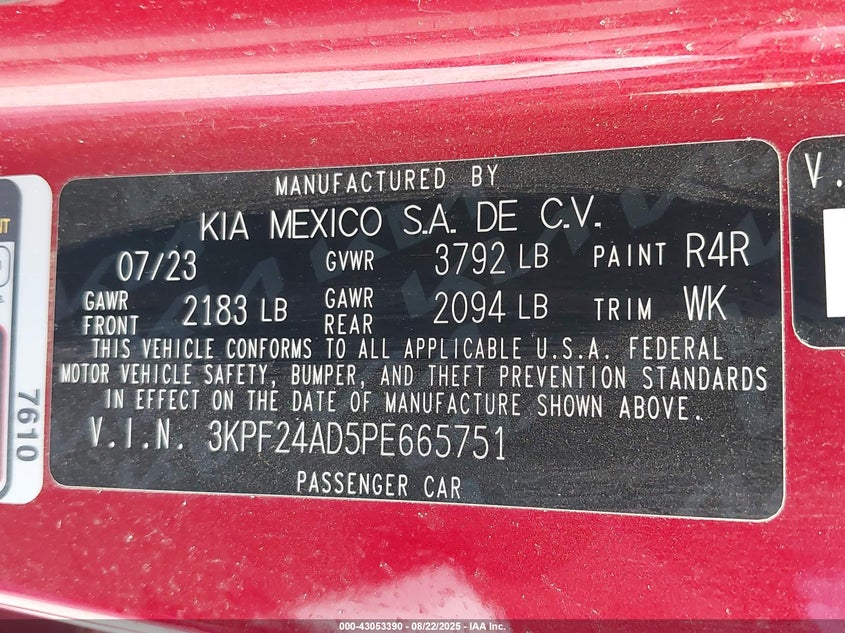 MANUFACTURED BY
KIA MEXICO S.A. DE C.V.
07/23 GVWR 3792 LB PAINT R4R
GAWR FRONT 2183 LB GAWR REAR 2094 LB TRIM WK
THIS VEHICLE CONFORMS TO ALL APPLICABLE U.S.A. FEDERAL
MOTOR VEHICLE SAFETY, BUMPER, AND THEFT PREVENTION STANDARDS
IN EFFECT ON THE DATE OF MANUFACTURE SHOWN ABOVE.
V.I.N. 3KPF24AD5PE665751
PASSENGER CAR
7610
V.
000-43053390 - 08/22/2025 - IAA Inc.